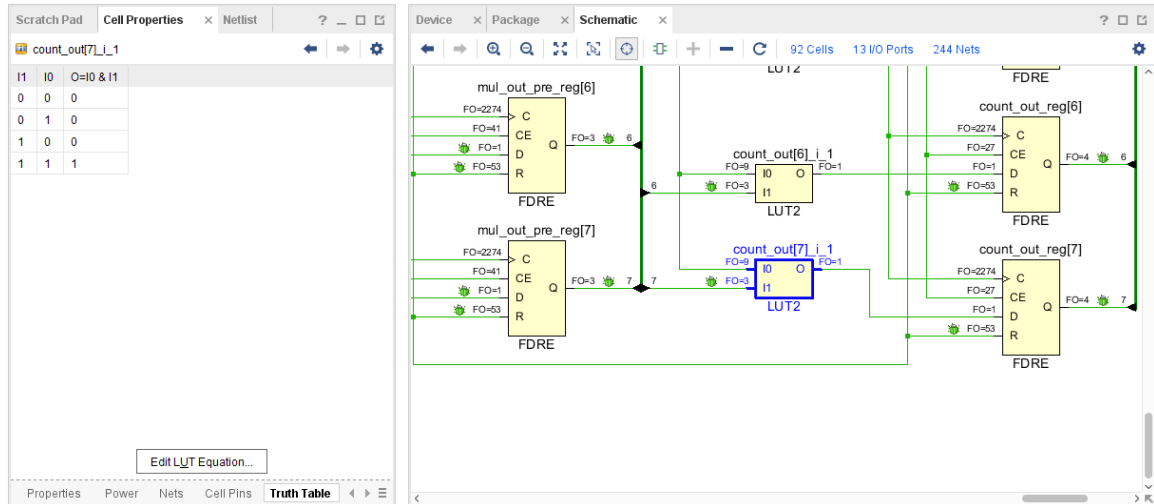 Scratch Pad Cell Properties × Netlist ? _
count_out[7]_i_1
I1 I0 O=I0 & I1
0 0 0
0 1 0
1 0 0
1 1 1
Edit LUT Equation...
Properties Power Nets Cell Pins Truth Table
Device × Package × Schematic × ?
92 Cells 13 I/O Ports 244 Nets
LUT2
FDRE
mul_out_pre_reg[6]
FO=2274 C
FO=41 CE
FO=1 D
FO=53 R
Q FO=3 6
FDRE
count_out[6]_i_1
FO=9 I0 O FO=1
6 FO=3 I1
LUT2
count_out_reg[6]
FO=2274 C
FO=27 CE
FO=1 D
FO=53 R
Q FO=4 6
FDRE
mul_out_pre_reg[7]
FO=2274 C
FO=41 CE
FO=1 D
FO=53 R
Q FO=3 7
FDRE
count_out[7]_i_1
FO=9 I0 O FO=1
7 FO=3 I1
LUT2
count_out_reg[7]
FO=2274 C
FO=27 CE
FO=1 D
FO=53 R
Q FO=4 7
FDRE